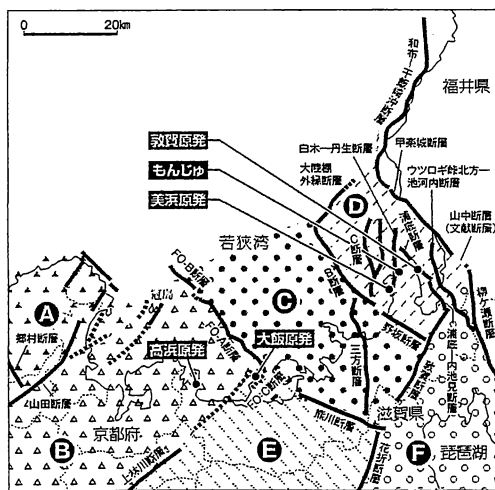 0
20km
和布―干飯崎沖断層
福井県
敦賀原発
白木―丹生断層
甲楽城断層
もんじゅ
大陸棚
外縁断層
ウツロギ峠北方―
池河内断層
美浜原発
D
C断層
浦底断層
山中断層
(文献断層)
若狭湾
B断層
柳ヶ瀬断層
FO-B断層
C
A
冠島
野坂断層
郷村断層
FO-A断層
大飯原発
高浜原発
三方断層
浦底―内池見断層
FO-C断層
山田断層
滋賀県
京都府
熊川断層
B
E
F
琵琶湖
上林川断層
花折断層